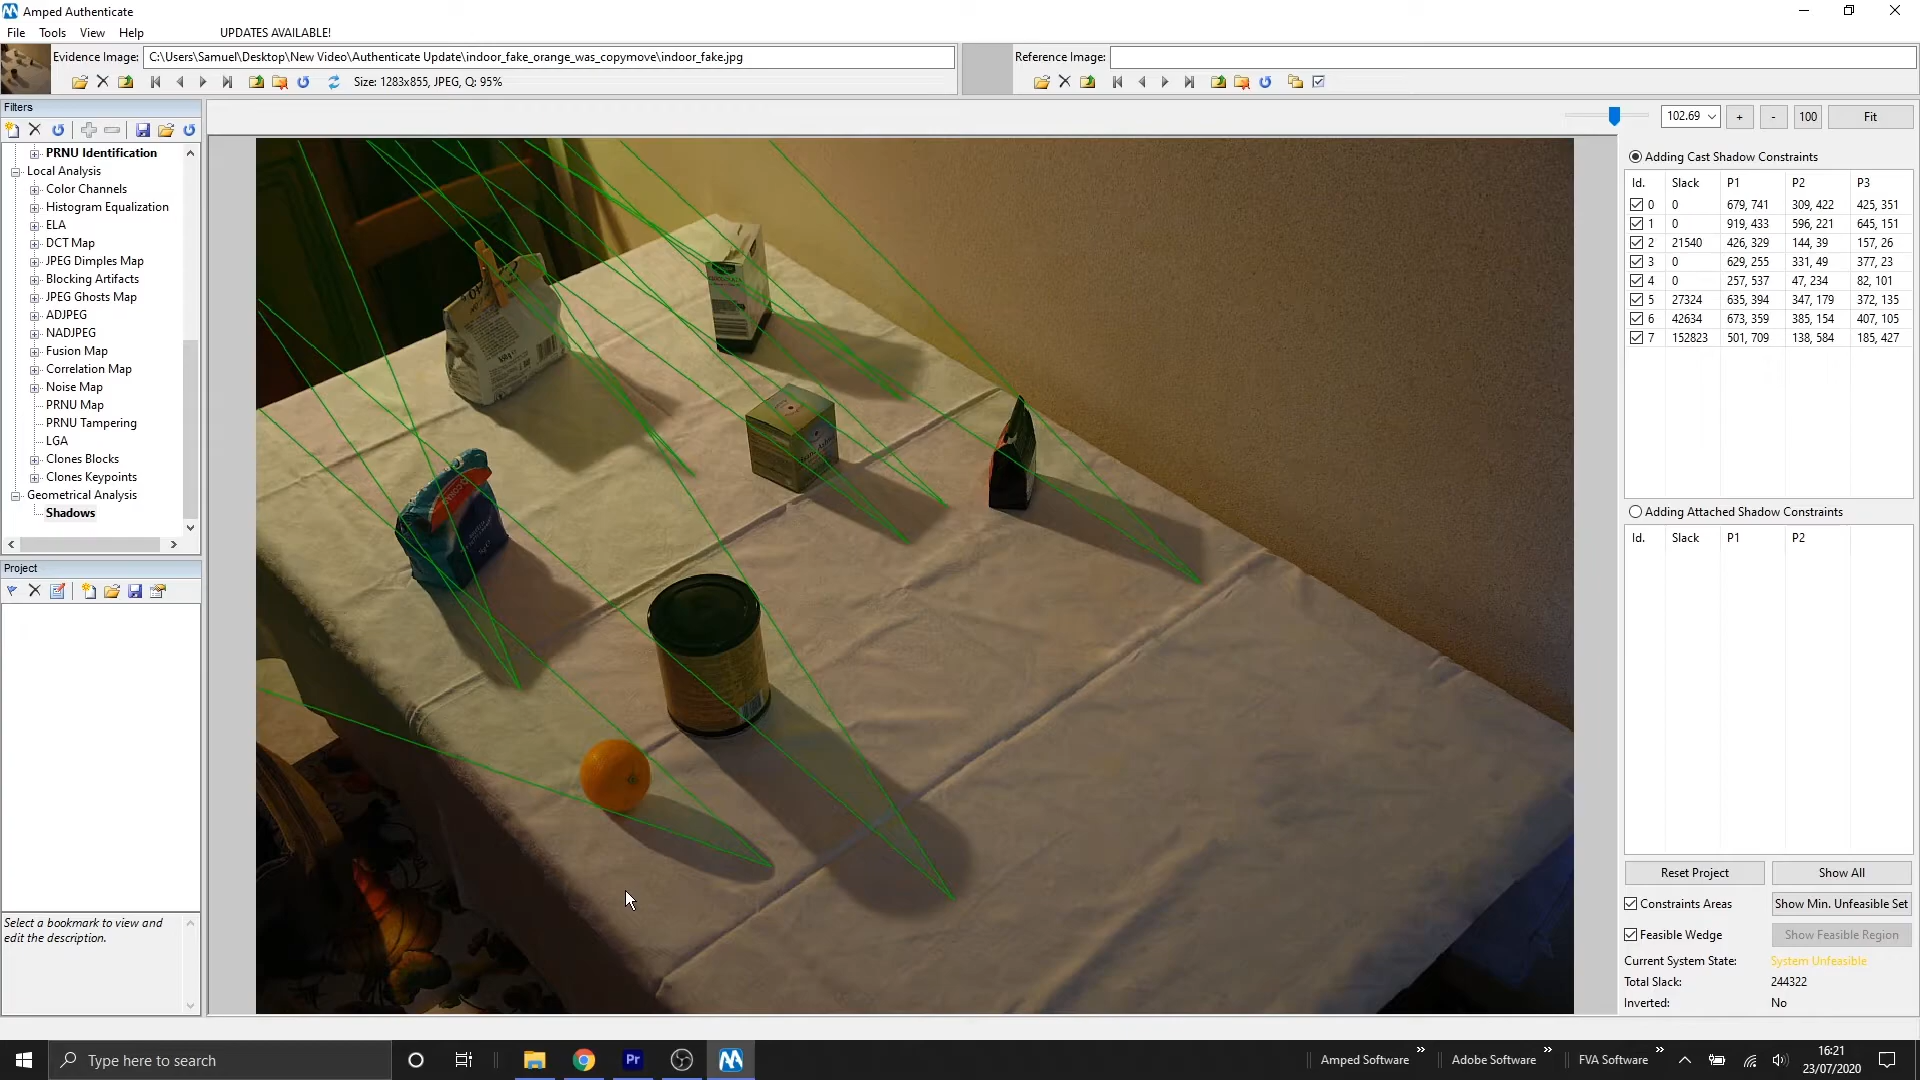 Amped Authenticate
File Tools View Help UPDATES AVAILABLE!
Evidence Image: C:\Users\Samuel\Desktop\New Video\Authenticate Update\indoor_fake_orange_was_copymove\indoor_fake.jpg
Reference Image:
Size: 1283x855, JPEG, Q: 95%
Filters
102.69 + - 100 Fit
PRNU Identification
Local Analysis
Color Channels
Histogram Equalization
ELA
DCT Map
JPEG Dimples Map
Blocking Artifacts
JPEG Ghosts Map
ADJPEG
NADJPEG
Fusion Map
Correlation Map
Noise Map
PRNU Map
PRNU Tampering
LGA
Clones Blocks
Clones Keypoints
Geometrical Analysis
Shadows
Project
Select a bookmark to view and
edit the description.
Adding Cast Shadow Constraints
Id. Slack P1 P2 P3
0 0 679, 741 309, 422 425, 351
1 0 919, 433 596, 221 645, 151
2 21540 426, 329 144, 39 157, 26
3 0 629, 255 331, 49 377, 23
4 0 257, 537 47, 234 82, 101
5 27324 635, 394 347, 179 372, 135
6 42634 673, 359 385, 154 407, 105
7 152823 501, 709 138, 584 185, 427
Adding Attached Shadow Constraints
Id. Slack P1 P2
Reset Project Show All
Constraints Areas Show Min. Unfeasible Set
Feasible Wedge Show Feasible Region
Current System State: System Unfeasible
Total Slack: 244322
Inverted: No
Type here to search
Pr
Amped Software
Adobe Software
FVA Software
16:21
23/07/2020